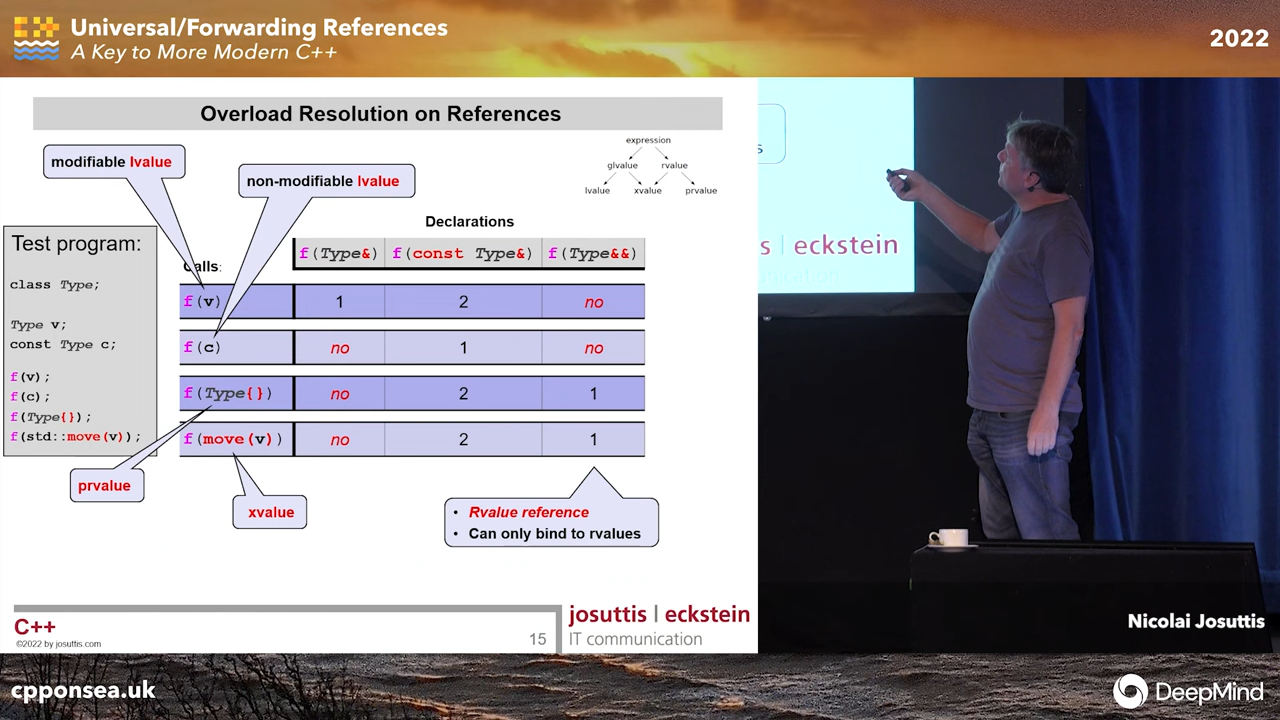 Universal/Forwarding References
A Key to More Modern C++
2022
Overload Resolution on References
modifiable lvalue
non-modifiable lvalue
expression
glvalue rvalue
lvalue xvalue prvalue
Test program:
class Type;
Type v;
const Type c;
f(v);
f(c);
f(Type{});
f(std::move(v));
Declarations
Calls:
f(Type&) f(const Type&) f(Type&&)
f(v) 1 2 no
f(c) no 1 no
f(Type{}) no 2 1
f(move(v)) no 2 1
prvalue
xvalue
• Rvalue reference
• Can only bind to rvalues
C++
©2022 by josuttis.com
15
josuttis | eckstein
IT communication
s
s | eckstein
Nicolai Josuttis
cpponsea.uk
DeepMind